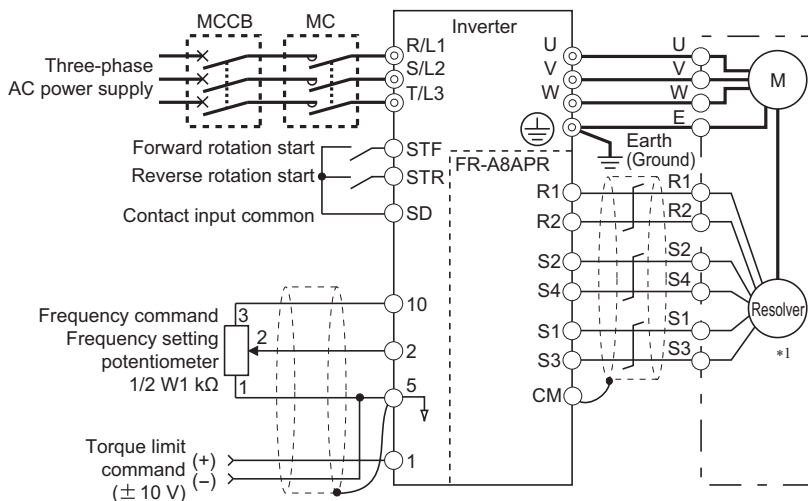 MCCB
MC
Inverter
Three-phase
AC power supply
R/L1
S/L2
T/L3
U
V
W
U
V
W
E
M
Earth
(Ground)
Forward rotation start
Reverse rotation start
Contact input common
STF
STR
SD
FR-A8APR
R1
R2
S2
S4
S1
S3
CM
R1
R2
S2
S4
S1
S3
Resolver
*1
Frequency command
Frequency setting
potentiometer
1/2 W1 kΩ
3
2
1
10
2
5
1
Torque limit
command
(±10 V)
(+)
(−)